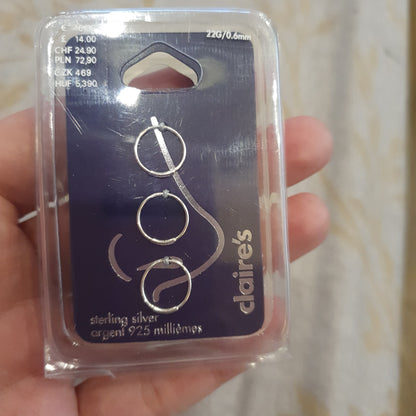 £ 14.00
CHF 24.90
PLN 72,90
CZK 469
HUF 5,390
22G/0.6mm
claire's
sterling silver
argent 925 millièmes